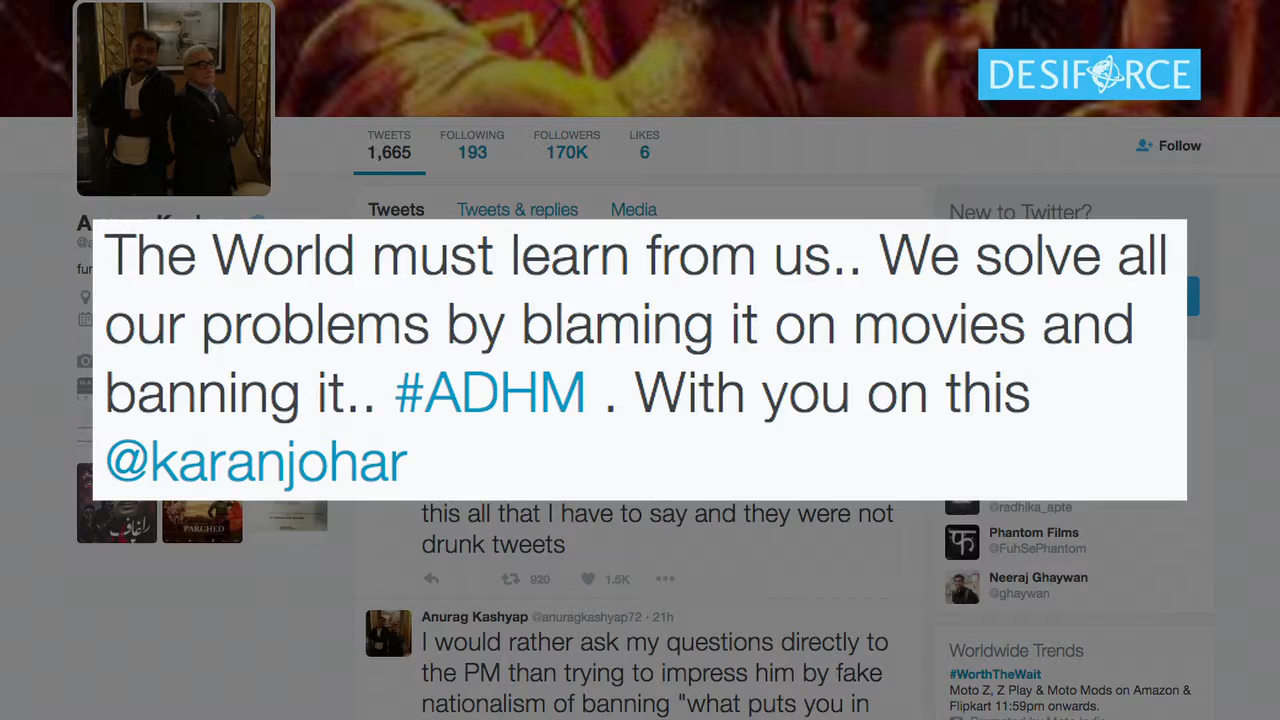 DESIFORCE
TWEETS
1,665
FOLLOWING
193
FOLLOWERS
170K
LIKES
6
Follow
Tweets
Tweets & replies
Media
New to Twitter?
The World must learn from us.. We solve all
our problems by blaming it on movies and
banning it.. #ADHM . With you on this
@karanjohar
this all that I have to say and they were not
drunk tweets
920
1.5K
Anurag Kashyap @anuragkashyap72 · 21h
I would rather ask my questions directly to
the PM than trying to impress him by fake
nationalism of banning "what puts you in
PARCHED
@radhika_apte
फ
Phantom Films
@FuhSePhantom
Neeraj Ghaywan
@ghaywan
Worldwide Trends
#WorthTheWait
Moto Z, Z Play & Moto Mods on Amazon &
Flipkart 11:59pm onwards.